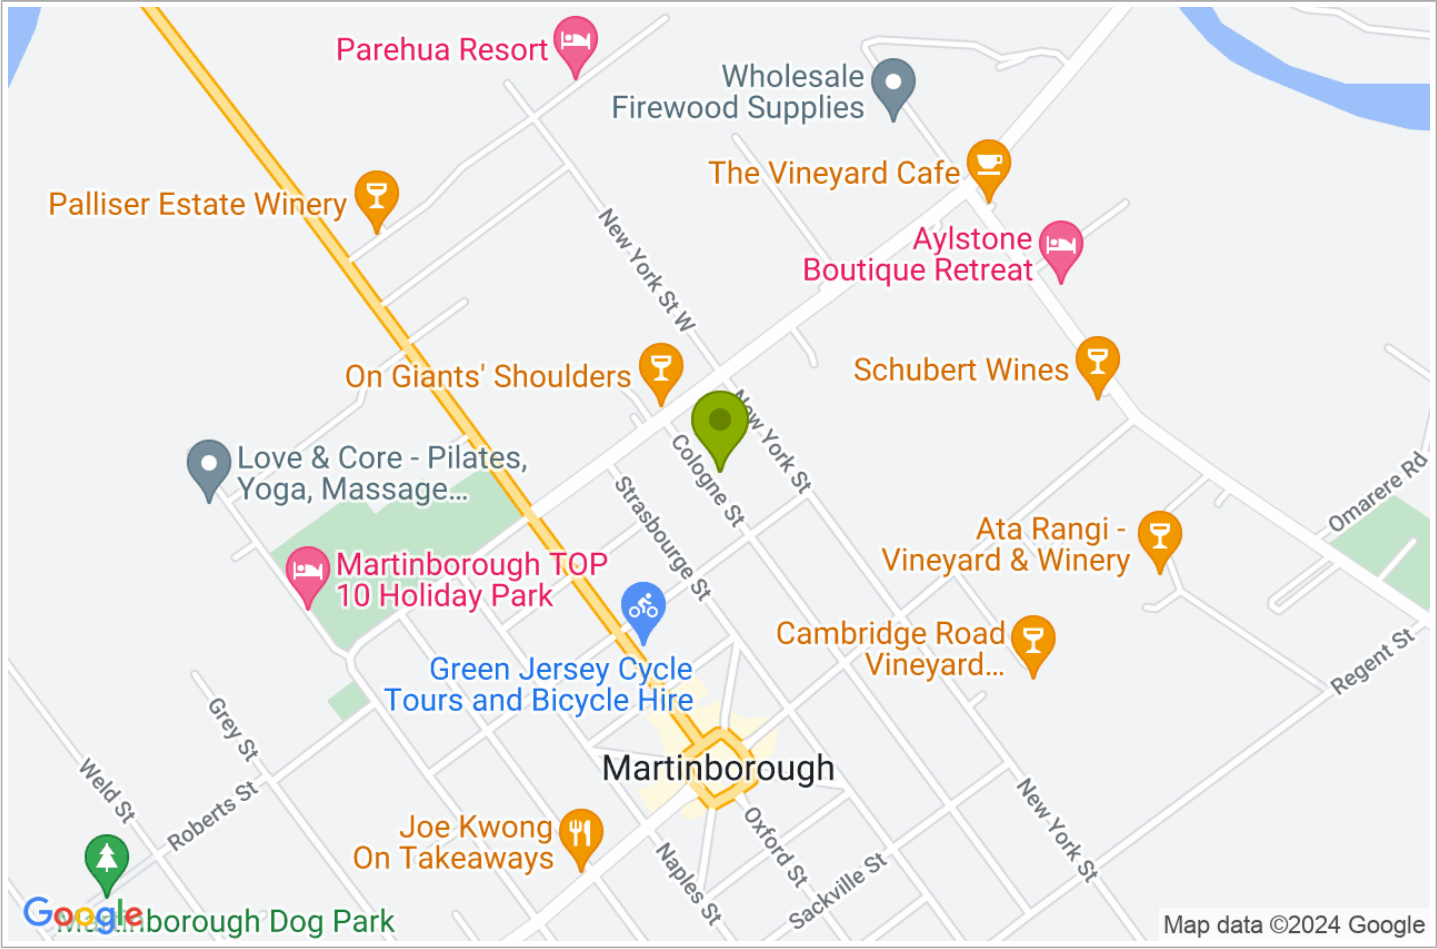 Parehua Resort
Wholesale
Firewood Supplies
The Vineyard Cafe
Palliser Estate Winery
New York St W
Aylstone
Boutique Retreat
On Giants' Shoulders
Schubert Wines
New York St
Cologne St
Love & Core - Pilates,
Yoga, Massage...
Strasbourge St
Omarere Rd
Ata Rangi -
Vineyard & Winery
Martinborough TOP
10 Holiday Park
Cambridge Road
Vineyard...
Regent St
Green Jersey Cycle
Tours and Bicycle Hire
Grey St
Martinborough
Weld St
Roberts St
New York St
Oxford St
Joe Kwong
On Takeaways
Naples St
Sackville St
Google
Martinborough Dog Park
Map data ©2024 Google